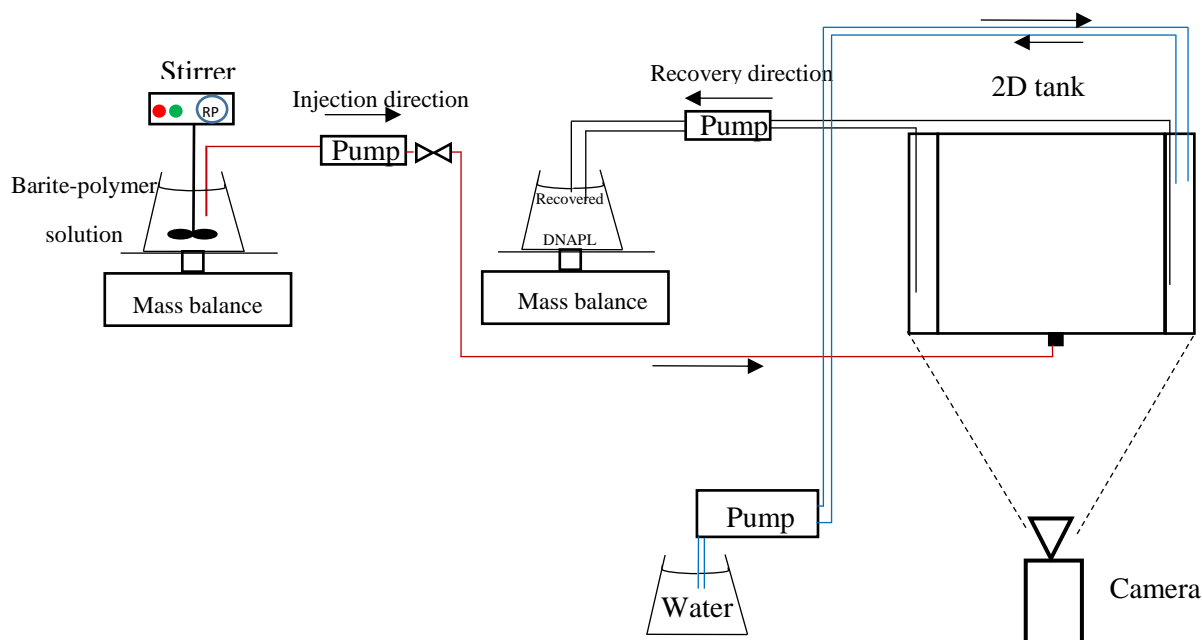 Stirrer
RP
Injection direction
Pump
Barite-polymer
solution
Mass balance
Recovery direction
Pump
Recovered
DNAPL
Mass balance
2D tank
Pump
Water
Camera